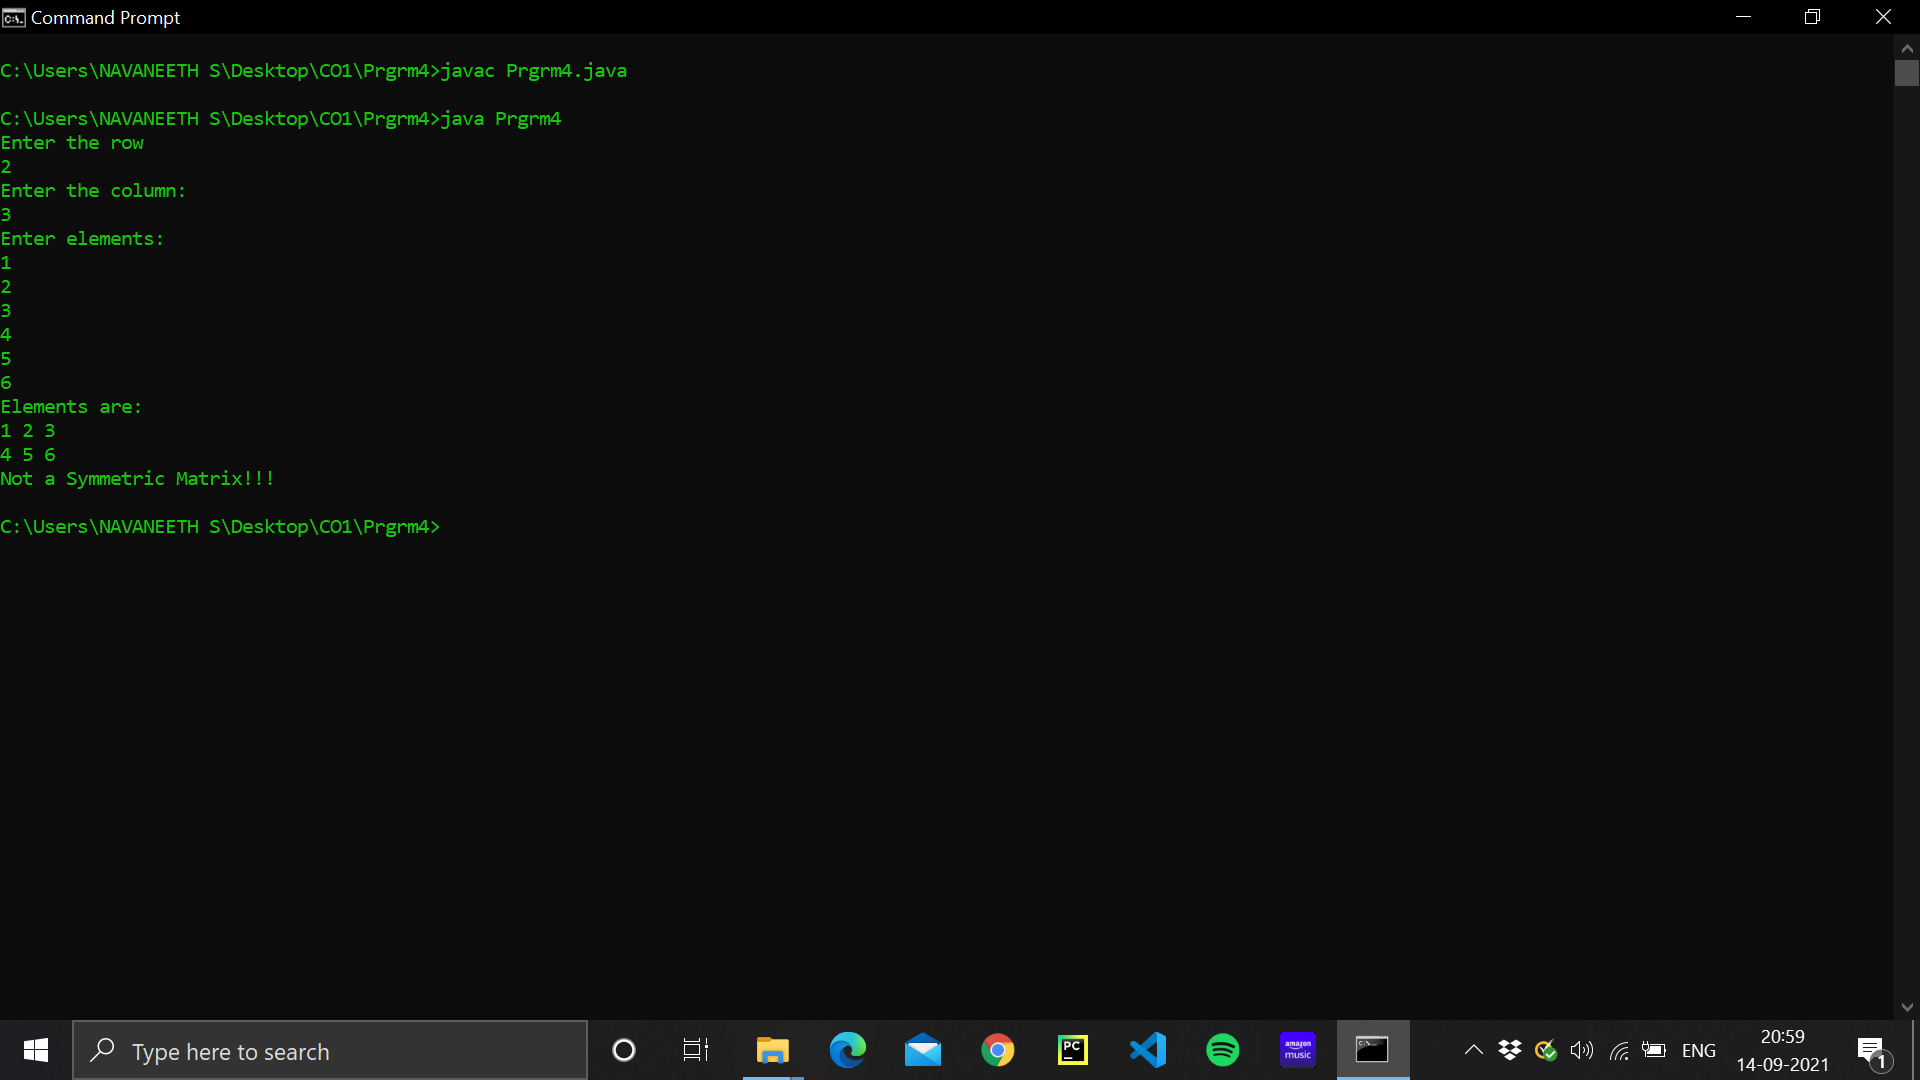 Command Prompt
C:\Users\NAVANEETH S\Desktop\CO1\Prgrm4>javac Prgrm4.java
C:\Users\NAVANEETH S\Desktop\CO1\Prgrm4>java Prgrm4
Enter the row
2
Enter the column:
3
Enter elements:
1
2
3
4
5
6
Elements are:
1 2 3
4 5 6
Not a Symmetric Matrix!!!
C:\Users\NAVANEETH S\Desktop\CO1\Prgrm4>
Type here to search
PC
amazon
music
ENG
20:59
14-09-2021
1